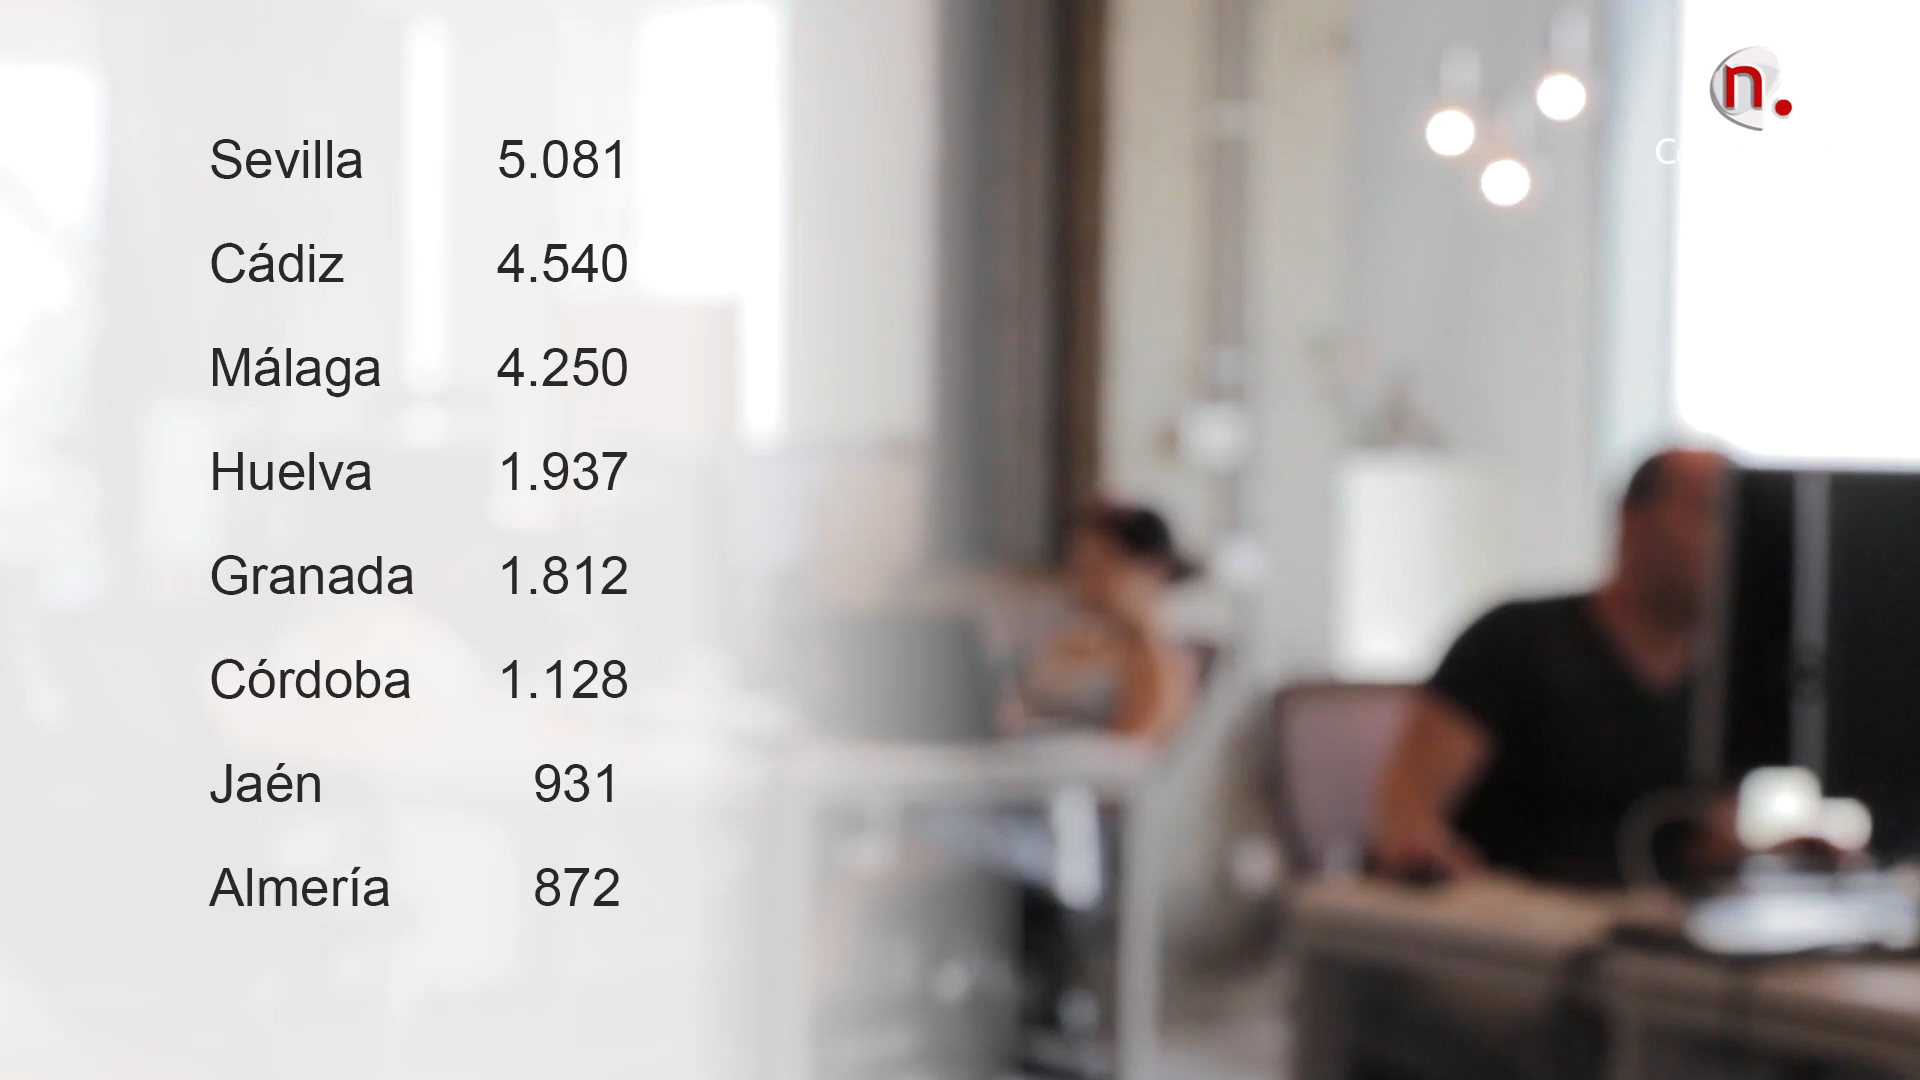 n.
Sevilla 5.081
Cádiz 4.540
Málaga 4.250
Huelva 1.937
Granada 1.812
Córdoba 1.128
Jaén 931
Almería 872